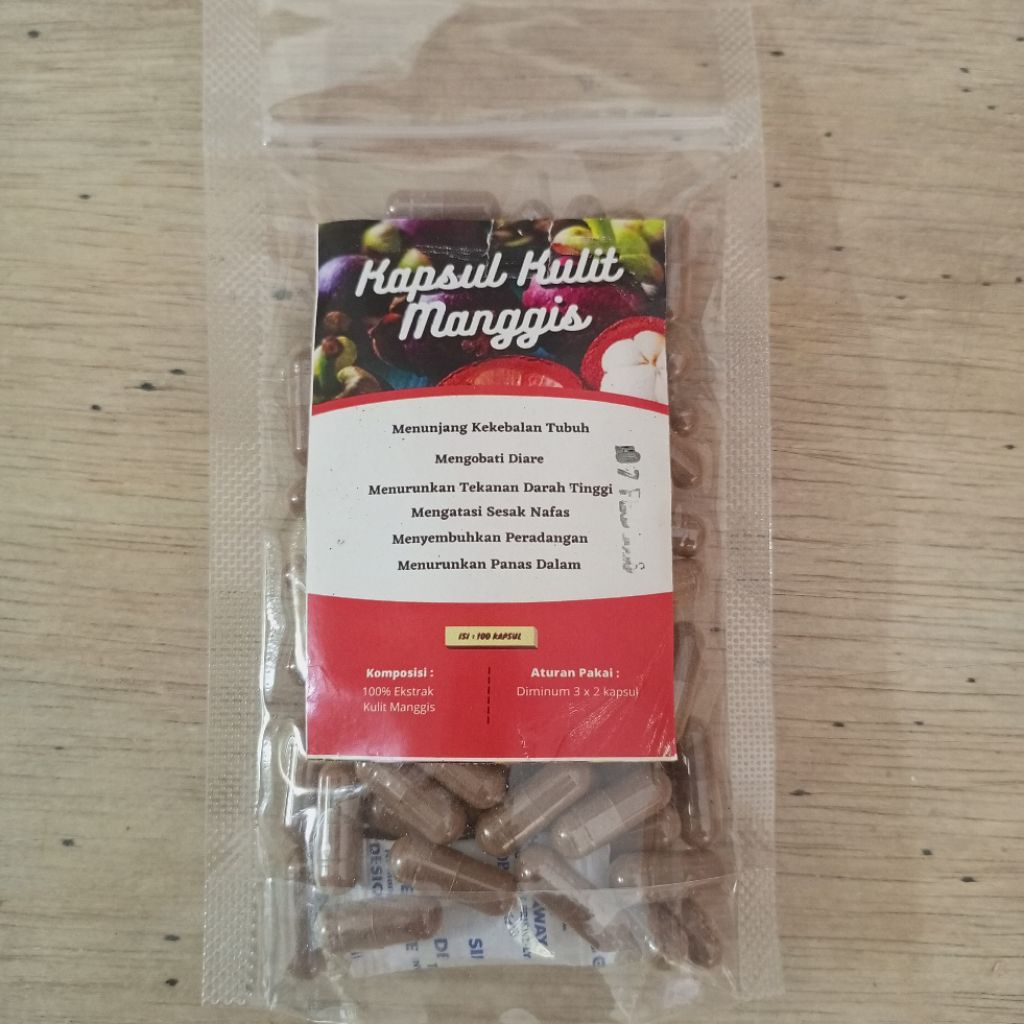 Kapsul Kulit
Manggis
Menunjang Kekebalan Tubuh
Mengobati Diare
Menurunkan Tekanan Darah Tinggi
Mengatasi Sesak Nafas
Menyembuhkan Peradangan
Menurunkan Panas Dalam
ISI : 100 KAPSUL
Komposisi :
100% Ekstrak
Kulit Manggis
Aturan Pakai :
Diminum 3 x 2 kapsul